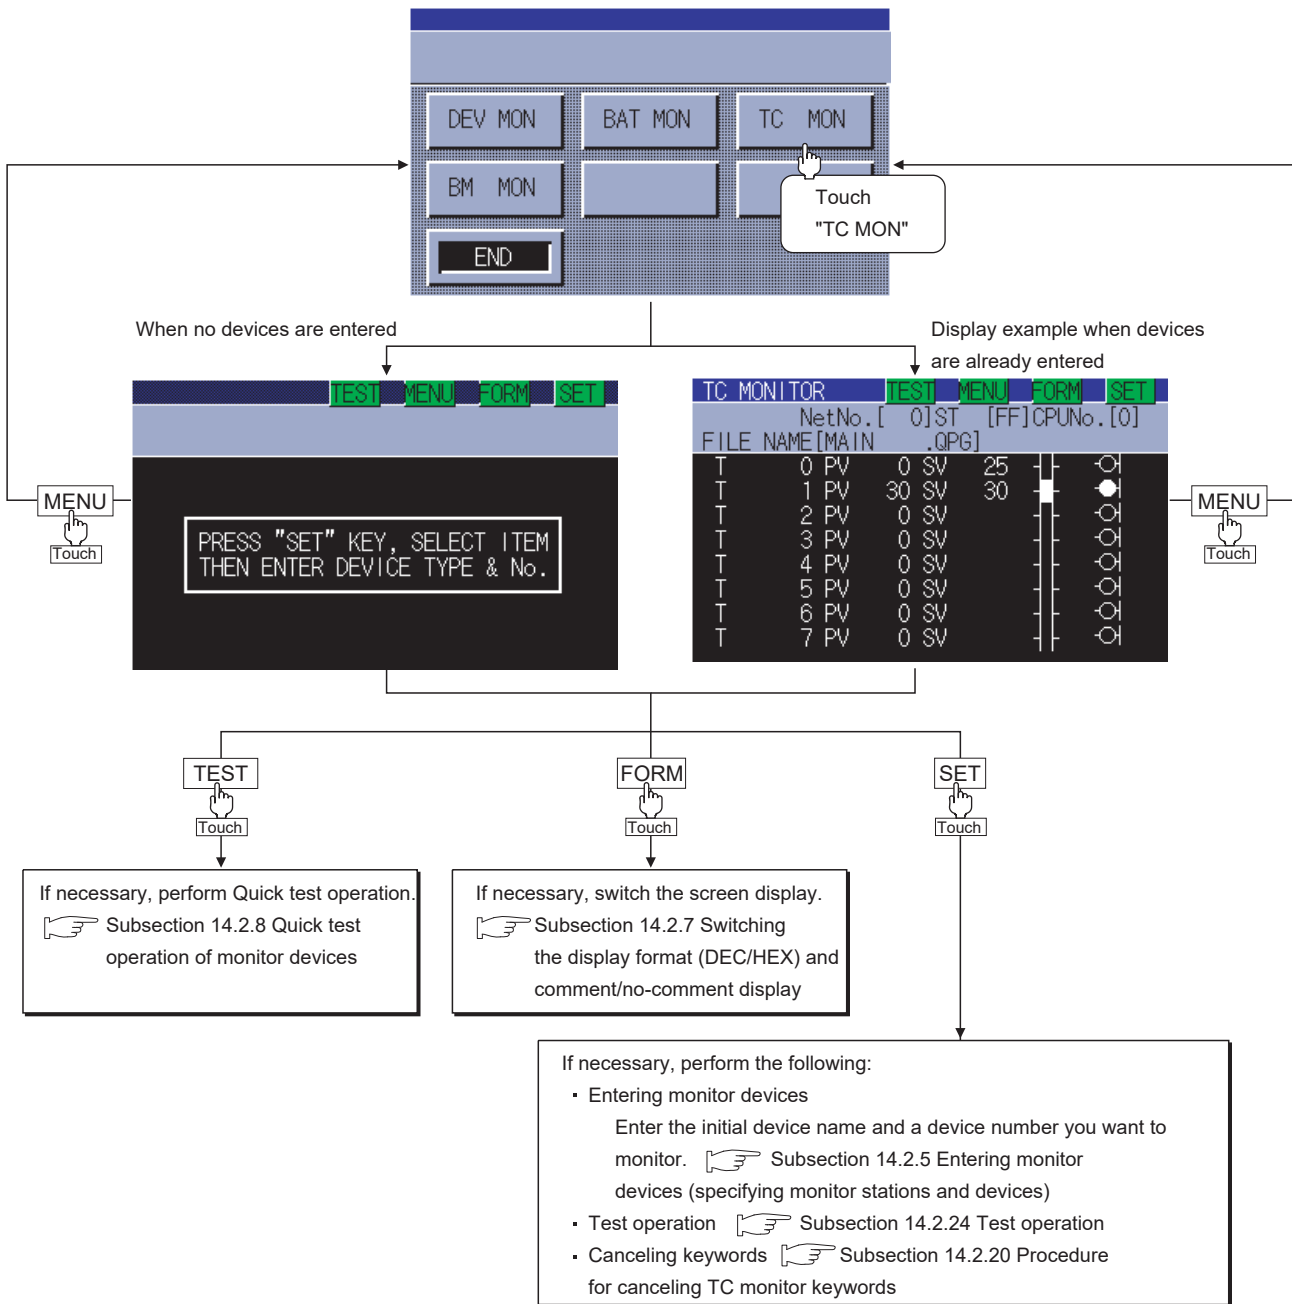 DEV MON
BAT MON
TC MON
BM MON
END
Touch
"TC MON"
When no devices are entered
Display example when devices
are already entered
TEST MENU FORM SET
PRESS "SET" KEY, SELECT ITEM
THEN ENTER DEVICE TYPE & No.
TC MONITOR TEST MENU FORM SET
NetNo.[ 0]ST [FF]CPUNo.[0]
FILE NAME[MAIN .QPG]
T 0 PV 0 SV 25
T 1 PV 30 SV 30
T 2 PV 0 SV
T 3 PV 0 SV
T 4 PV 0 SV
T 5 PV 0 SV
T 6 PV 0 SV
T 7 PV 0 SV
MENU
Touch
MENU
Touch
TEST
Touch
FORM
Touch
SET
Touch
If necessary, perform Quick test operation.
Subsection 14.2.8 Quick test
operation of monitor devices
If necessary, switch the screen display.
Subsection 14.2.7 Switching
the display format (DEC/HEX) and
comment/no-comment display
If necessary, perform the following:
· Entering monitor devices
Enter the initial device name and a device number you want to
monitor. Subsection 14.2.5 Entering monitor
devices (specifying monitor stations and devices)
· Test operation Subsection 14.2.24 Test operation
· Canceling keywords Subsection 14.2.20 Procedure
for canceling TC monitor keywords